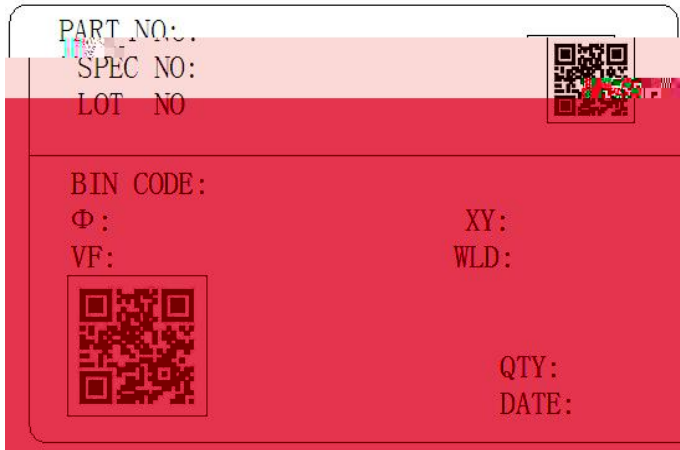 PART NO:
SPEC NO:
LOT NO
BIN CODE:
Φ:
XY:
VF:
WLD:
QTY:
DATE: